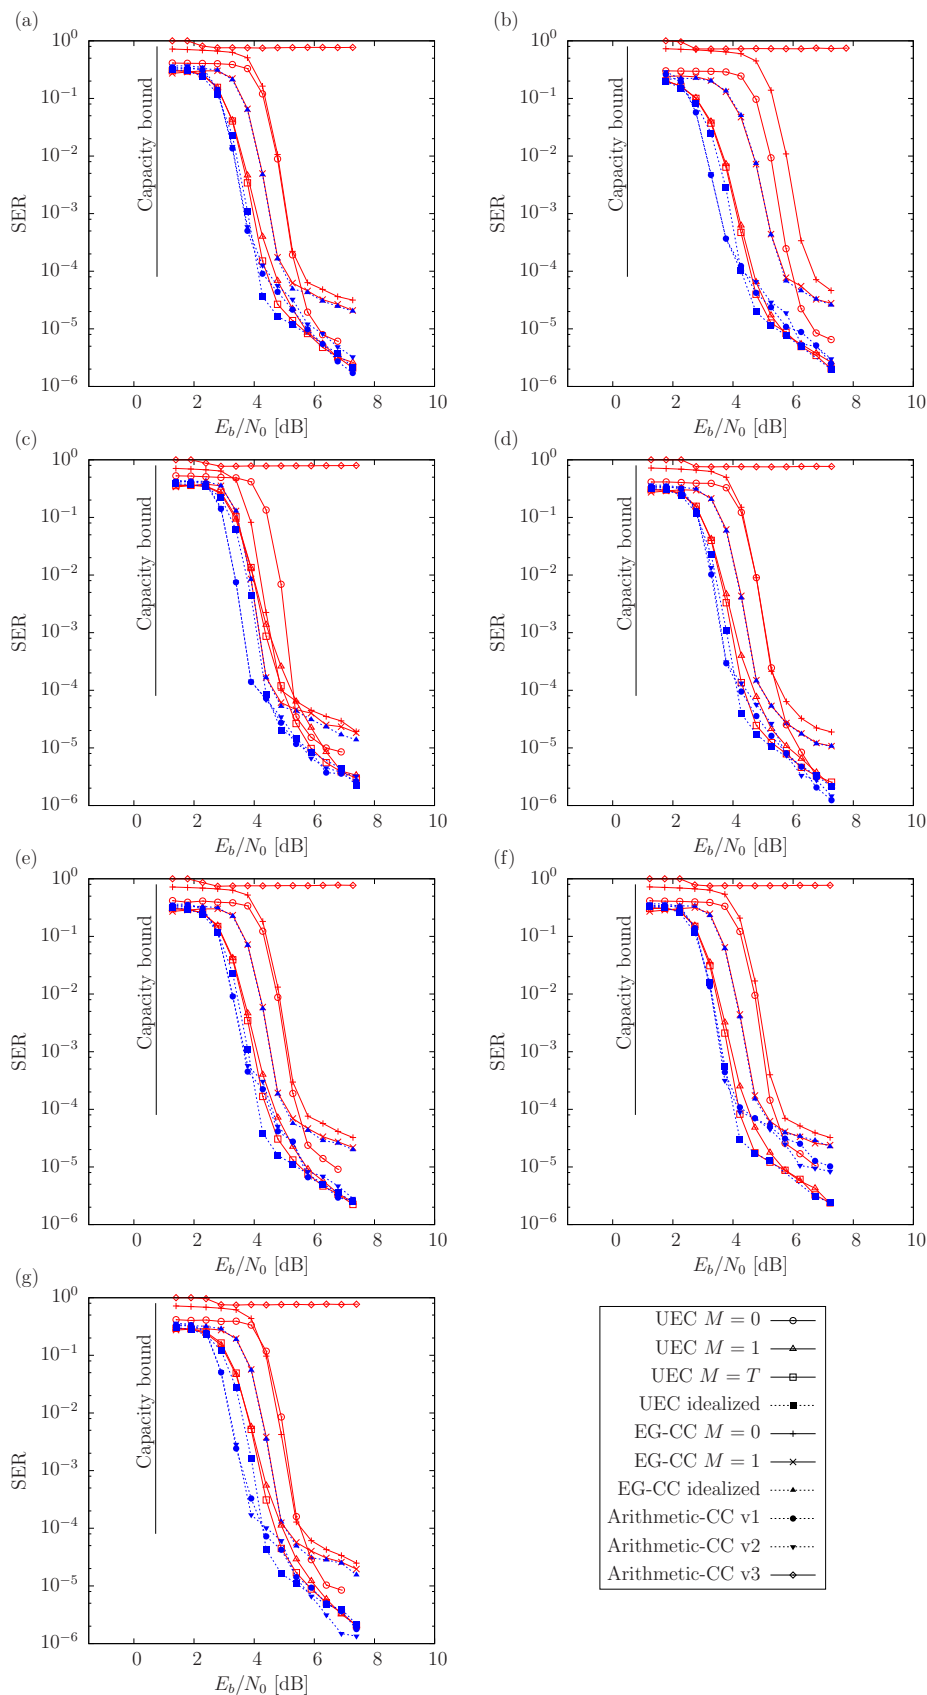 (a)
10^0
10^-1
10^-2
10^-3
10^-4
10^-5
10^-6
SER
Capacity bound
0 2 4 6 8 10
E_b/N_0 [dB]
(b)
10^0
10^-1
10^-2
10^-3
10^-4
10^-5
10^-6
SER
Capacity bound
0 2 4 6 8 10
E_b/N_0 [dB]
(c)
10^0
10^-1
10^-2
10^-3
10^-4
10^-5
10^-6
SER
Capacity bound
0 2 4 6 8 10
E_b/N_0 [dB]
(d)
10^0
10^-1
10^-2
10^-3
10^-4
10^-5
10^-6
SER
Capacity bound
0 2 4 6 8 10
E_b/N_0 [dB]
(e)
10^0
10^-1
10^-2
10^-3
10^-4
10^-5
10^-6
SER
Capacity bound
0 2 4 6 8 10
E_b/N_0 [dB]
(f)
10^0
10^-1
10^-2
10^-3
10^-4
10^-5
10^-6
SER
Capacity bound
0 2 4 6 8 10
E_b/N_0 [dB]
(g)
10^0
10^-1
10^-2
10^-3
10^-4
10^-5
10^-6
SER
Capacity bound
0 2 4 6 8 10
E_b/N_0 [dB]
UEC M = 0
UEC M = 1
UEC M = T
UEC idealized
EG-CC M = 0
EG-CC M = 1
EG-CC idealized
Arithmetic-CC v1
Arithmetic-CC v2
Arithmetic-CC v3